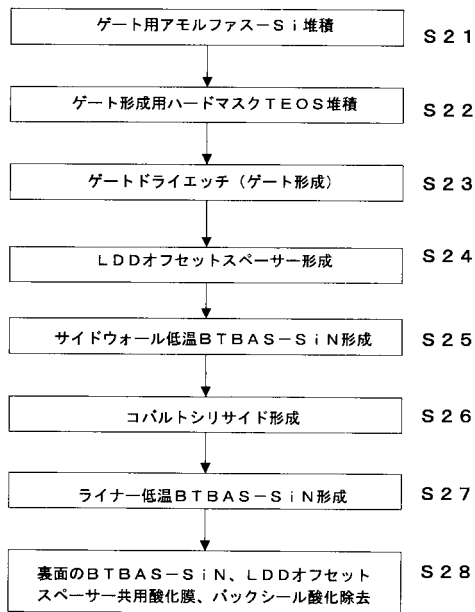 ゲート用アモルファス－Ｓｉ堆積
Ｓ２１
ゲート形成用ハードマスクＴＥＯＳ堆積
Ｓ２２
ゲートドライエッチ（ゲート形成）
Ｓ２３
ＬＤＤオフセットスペーサー形成
Ｓ２４
サイドウォール低温ＢＴＢＡＳ－ＳｉＮ形成
Ｓ２５
コバルトシリサイド形成
Ｓ２６
ライナー低温ＢＴＢＡＳ－ＳｉＮ形成
Ｓ２７
裏面のＢＴＢＡＳ－ＳｉＮ、ＬＤＤオフセット
スペーサー共用酸化膜、バックシール酸化除去
Ｓ２８